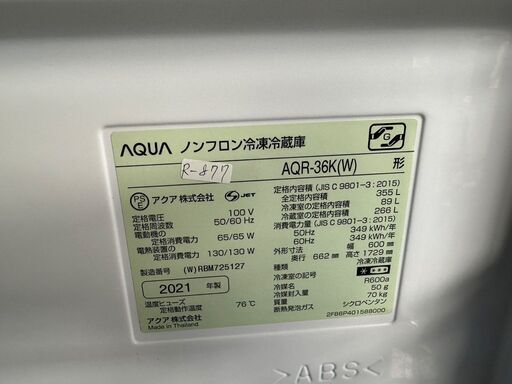 AQUA ノンフロン冷凍冷蔵庫
R-877
AQR-36K(W) 形
PS E
アクア株式会社 JET
定格電圧 100 V
定格周波数 50/60 Hz
電動機の
定格消費電力 65/65 W
電熱装置の
定格消費電力 130/130 W
製造番号 (W)RBM725127
2021 年製
温度ヒューズ
定格動作温度 76℃
アクア株式会社
Made in Thailand
定格内容積 (JIS C 9801-3:2015)
全定格内容積 355 L
冷凍室の定格内容積 89 L
冷蔵室の定格内容積 266 L
消費電力量 (JIS C 9801-3:2015)
50Hz 349 kWh/年
60Hz 349 kWh/年
外形寸法 幅 600 mm
奥行 662 mm 高さ 1729 mm
種類 冷凍冷蔵庫
冷凍室の記号
冷媒 R600a
冷媒封入量 50 g
質量 70 kg
断熱発泡ガス シクロペンタン
2F86P401588000
G
>ABS<